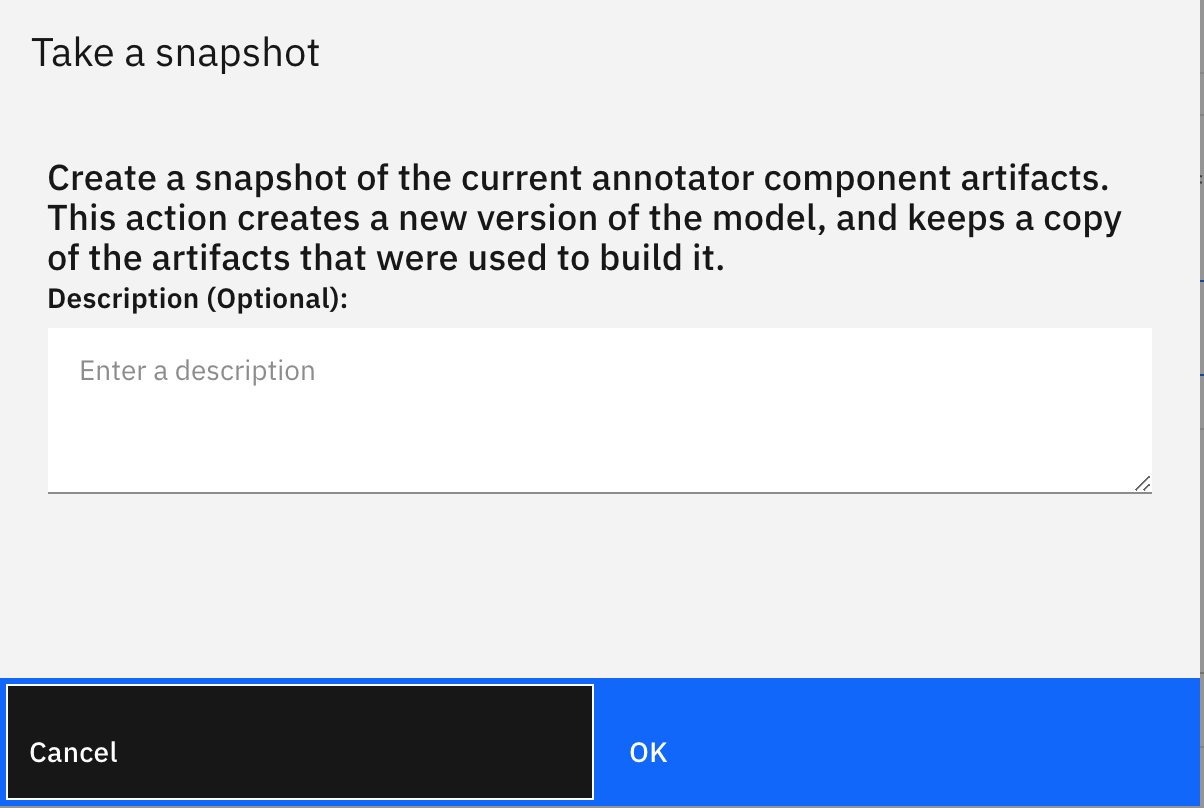 Take a snapshot
Create a snapshot of the current annotator component artifacts.
This action creates a new version of the model, and keeps a copy
of the artifacts that were used to build it.
Description (Optional):
Enter a description
Cancel
OK